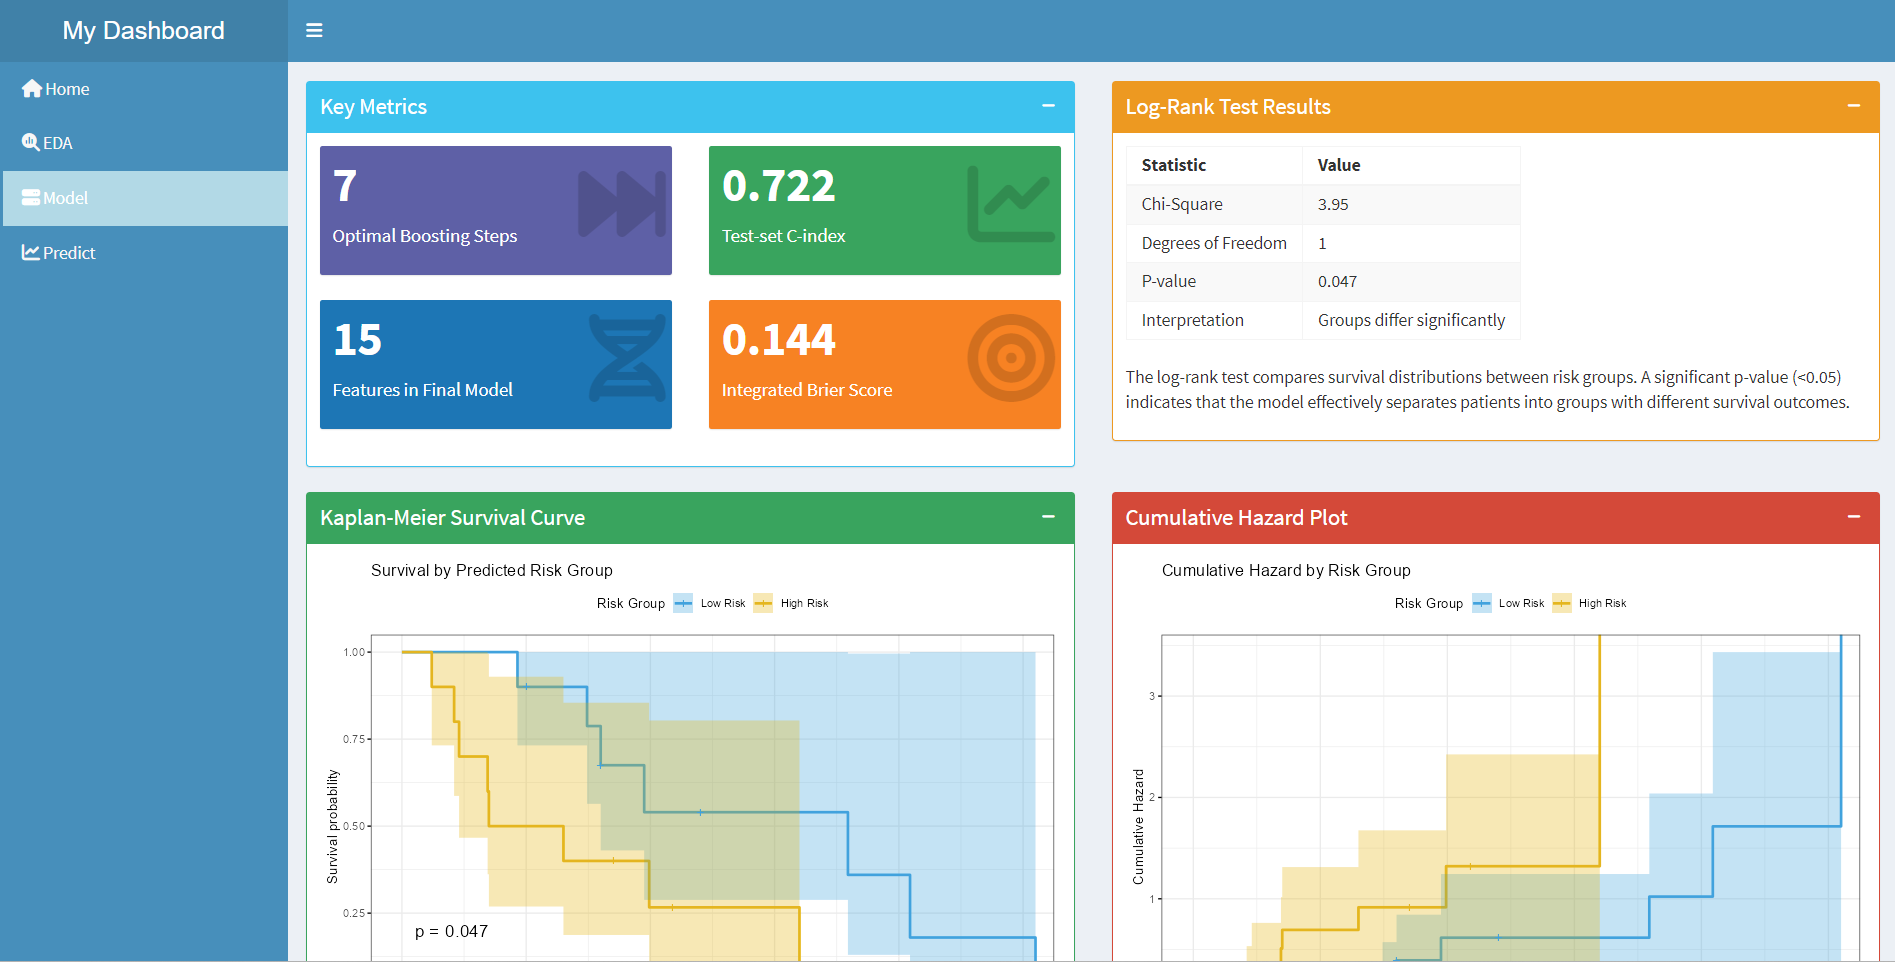 My Dashboard
Home
EDA
Model
Predict
Key Metrics
7
Optimal Boosting Steps
0.722
Test-set C-index
15
Features in Final Model
0.144
Integrated Brier Score
Log-Rank Test Results
Statistic Value
Chi-Square 3.95
Degrees of Freedom 1
P-value 0.047
Interpretation Groups differ significantly
The log-rank test compares survival distributions between risk groups. A significant p-value (<0.05)
indicates that the model effectively separates patients into groups with different survival outcomes.
Kaplan-Meier Survival Curve
Survival by Predicted Risk Group
Risk Group Low Risk High Risk
1.00
0.75
0.50
0.25
Survival probability
p = 0.047
Cumulative Hazard Plot
Cumulative Hazard by Risk Group
Risk Group Low Risk High Risk
3
2
1
Cumulative Hazard